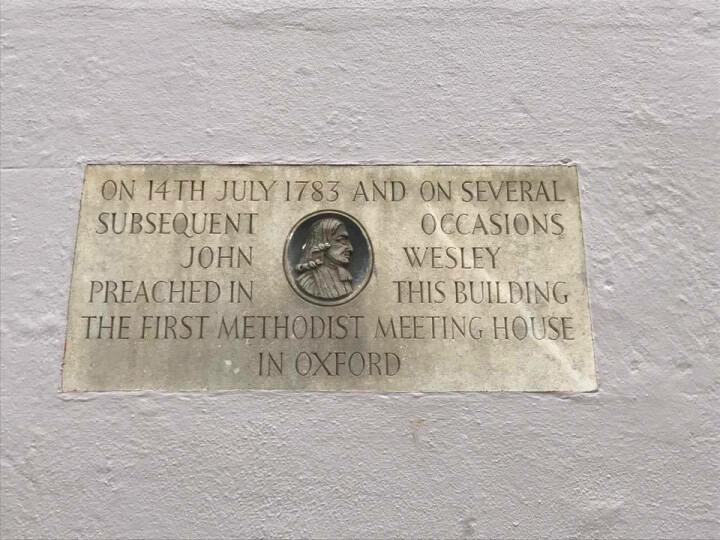 ON 14TH JULY 1783 AND ON SEVERAL
SUBSEQUENT OCCASIONS
JOHN WESLEY
PREACHED IN THIS BUILDING
THE FIRST METHODIST MEETING HOUSE
IN OXFORD